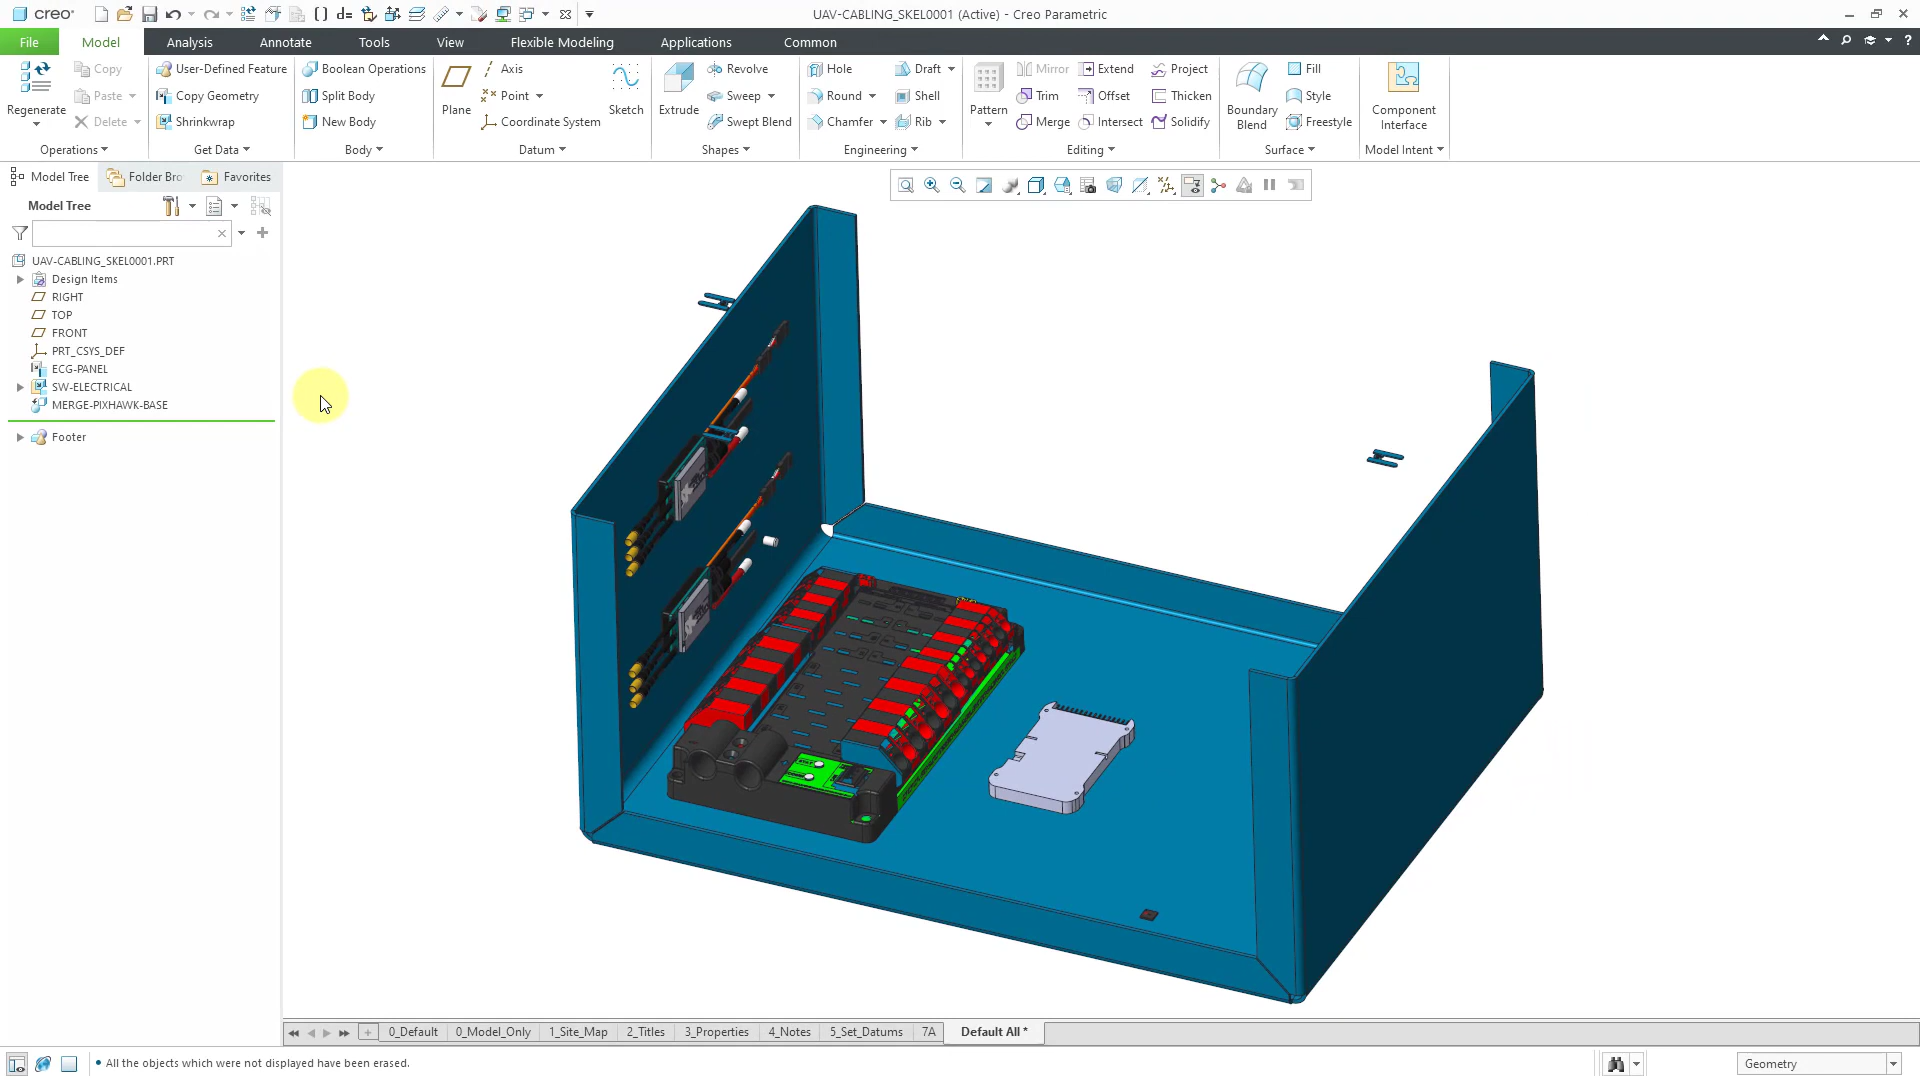 creo
UAV-CABLING_SKEL0001 (Active) - Creo Parametric
File
Model
Analysis
Annotate
Tools
View
Flexible Modeling
Applications
Common
Regenerate
Copy
Paste
Delete
Operations
User-Defined Feature
Copy Geometry
Shrinkwrap
Get Data
Boolean Operations
Split Body
New Body
Body
Plane
Axis
Point
Coordinate System
Sketch
Datum
Extrude
Revolve
Sweep
Swept Blend
Shapes
Hole
Round
Chamfer
Draft
Shell
Rib
Engineering
Pattern
Mirror
Trim
Merge
Extend
Offset
Intersect
Project
Thicken
Solidify
Editing
Boundary
Blend
Fill
Style
Freestyle
Surface
Component
Interface
Model Intent
Model Tree
Folder Bro
Favorites
Model Tree
UAV-CABLING_SKEL0001.PRT
Design Items
RIGHT
TOP
FRONT
PRT_CSYS_DEF
ECG-PANEL
SW-ELECTRICAL
MERGE-PIXHAWK-BASE
Footer
0_Default
0_Model_Only
1_Site_Map
2_Titles
3_Properties
4_Notes
5_Set_Datums
7A
Default All *
• All the objects which were not displayed have been erased.
Geometry